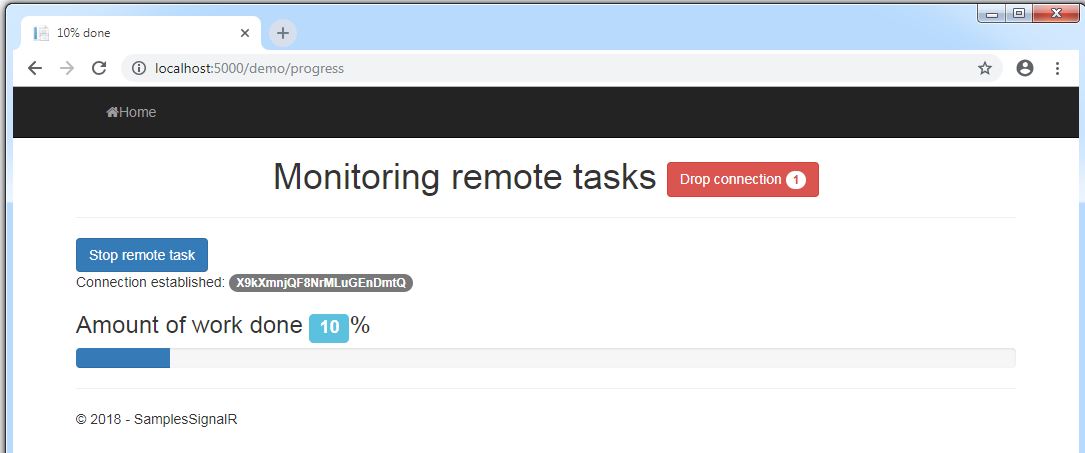 10% done
localhost:5000/demo/progress
Home
Monitoring remote tasks Drop connection 1
Stop remote task
Connection established: X9kXmnjQF8NrMLuGEnDmtQ
Amount of work done 10 %
© 2018 - SamplesSignalR